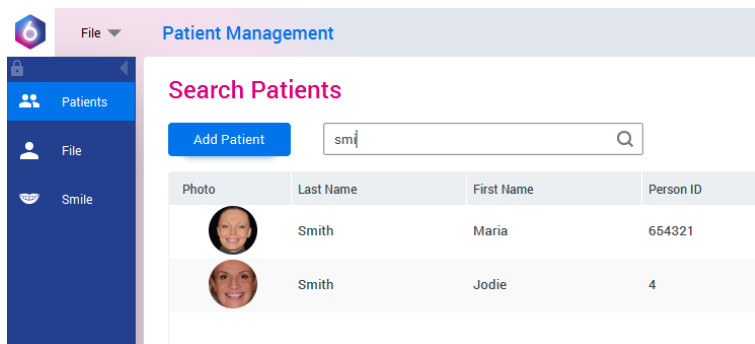 6 File Patient Management
Search Patients
Patients
Add Patient smi
File
Photo Last Name First Name Person ID
Smile
Smith Maria 654321
Smith Jodie 4